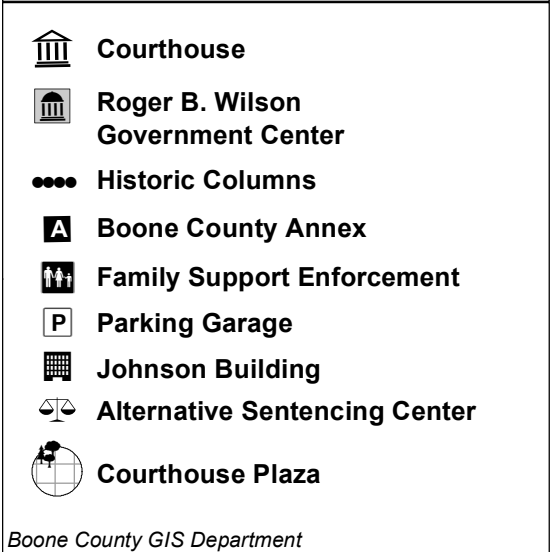 Courthouse
Roger B. Wilson
Government Center
Historic Columns
A Boone County Annex
Family Support Enforcement
P Parking Garage
Johnson Building
Alternative Sentencing Center
Courthouse Plaza
Boone County GIS Department